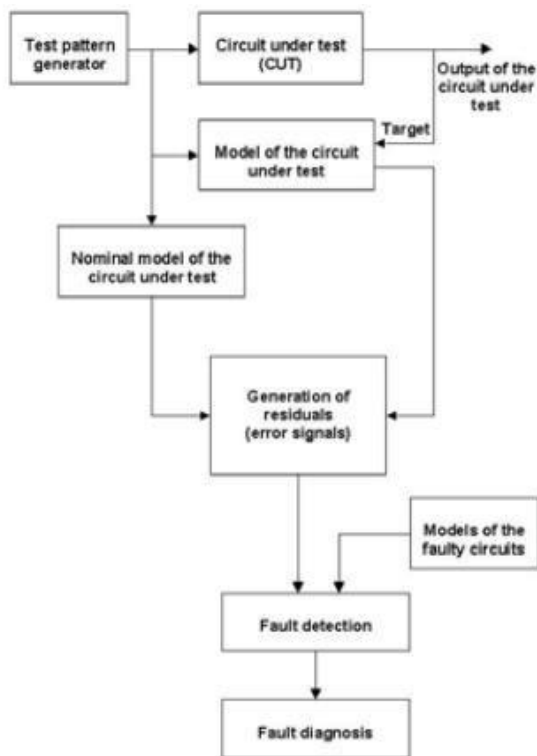 Test pattern
generator
Circuit under test
(CUT)
Output of the
circuit under
test
Target
Model of the circuit
under test
Nominal model of the
circuit under test
Generation of
residuals
(error signals)
Models of the
faulty circuits
Fault detection
Fault diagnosis